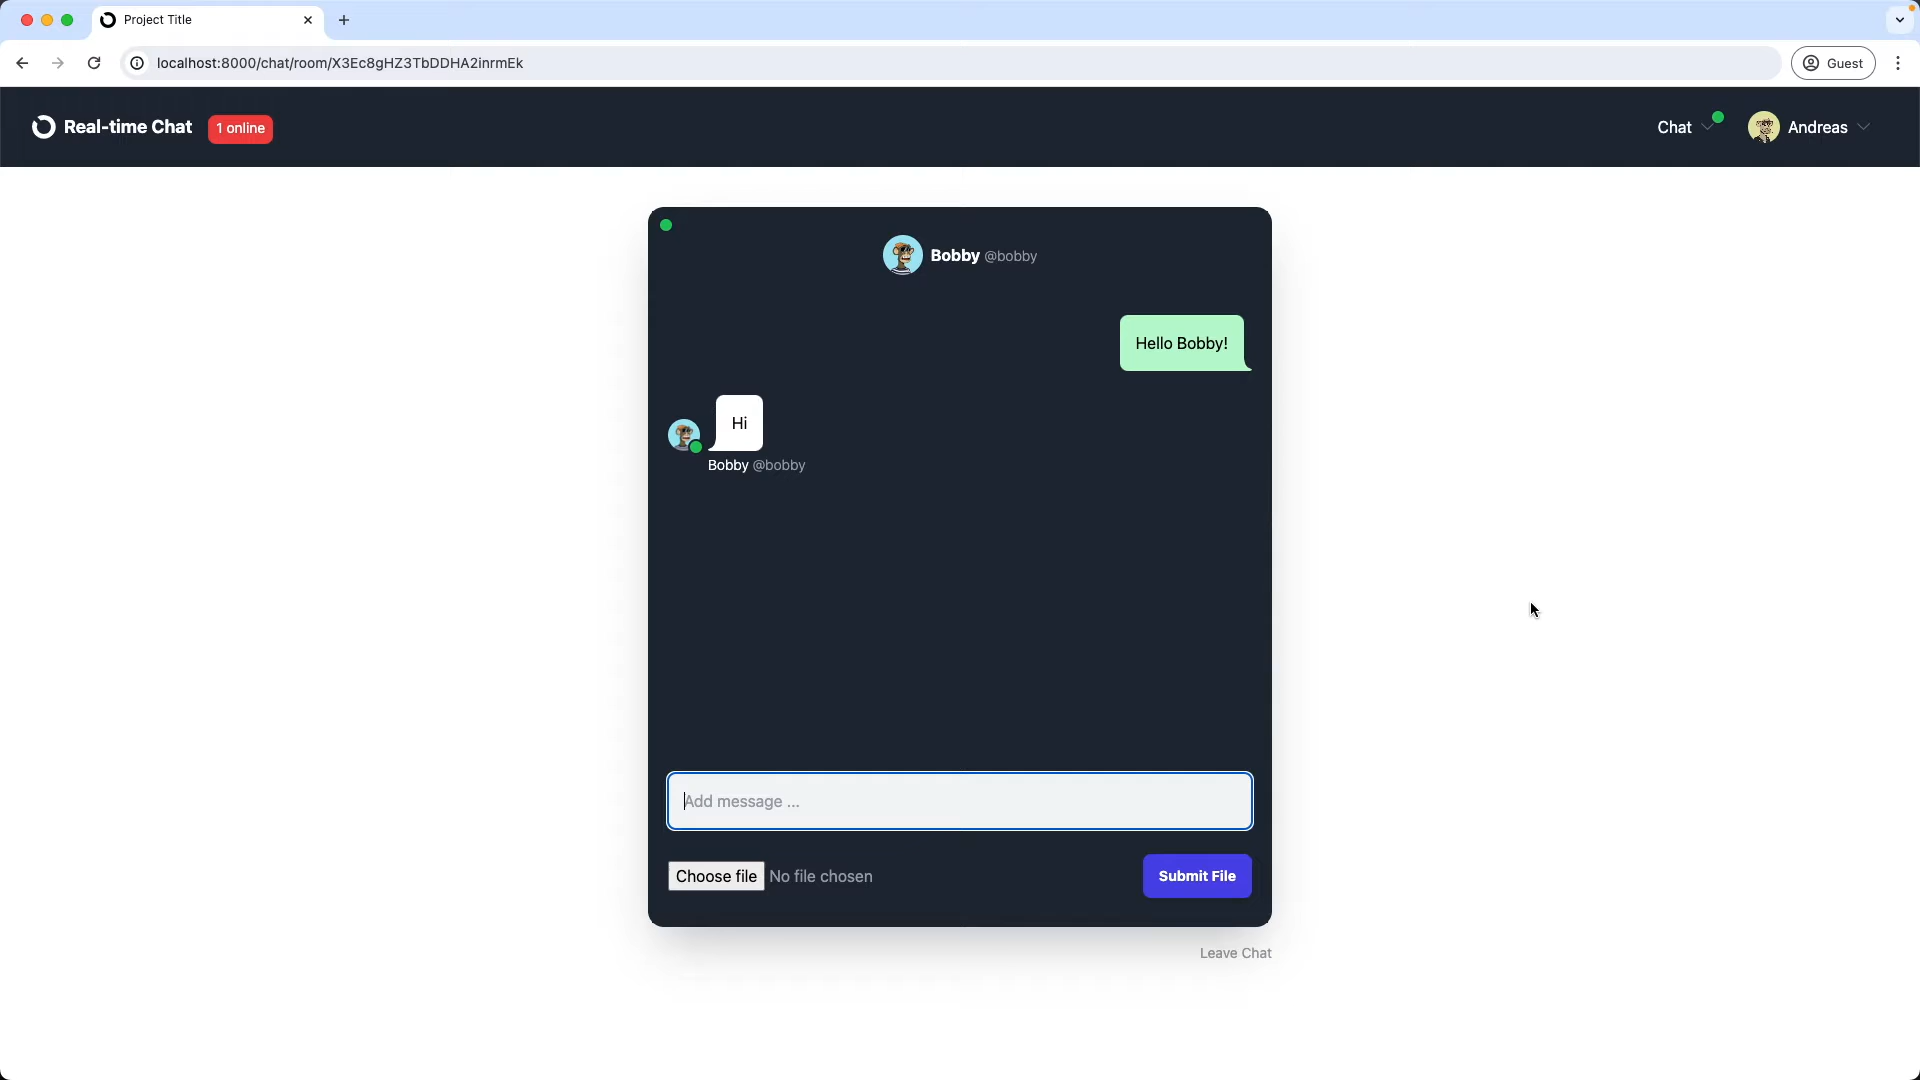 Project Title
localhost:8000/chat/room/X3Ec8gHZ3TbDDHA2inrmEk
Guest
Real-time Chat
1 online
Chat
Andreas
Bobby @bobby
Hello Bobby!
Hi
Bobby @bobby
Add message ...
Choose file No file chosen
Submit File
Leave Chat